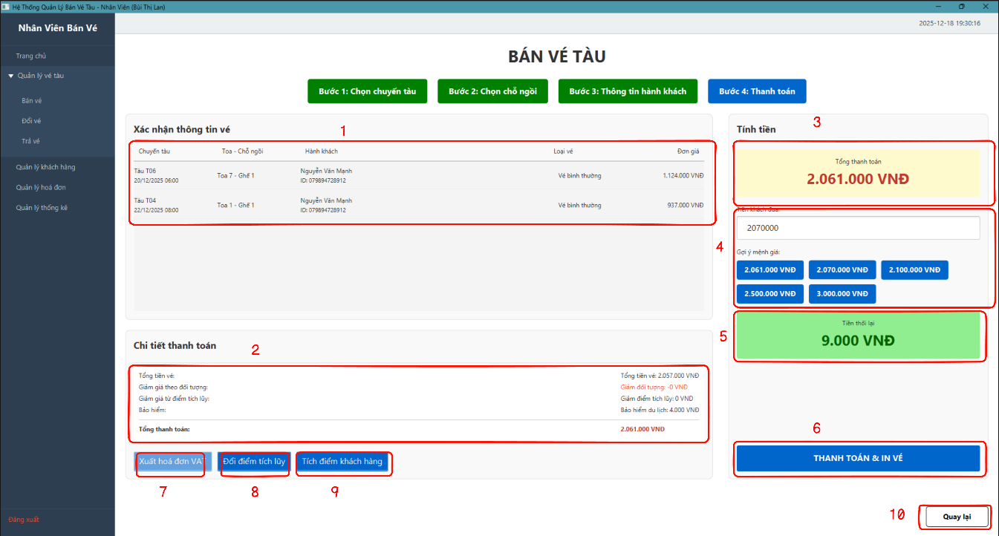 Hệ Thống Quản Lý Bán Vé Tàu - Nhân Viên (Bùi Thị Lan)
Nhân Viên Bán Vé
2025-12-18 19:30:16
Trang chủ
Quản lý vé tàu
Bán vé
Đổi vé
Trả vé
Quản lý khách hàng
Quản lý hoá đơn
Quản lý thống kê
Đăng xuất
BÁN VÉ TÀU
Bước 1: Chọn chuyến tàu
Bước 2: Chọn chỗ ngồi
Bước 3: Thông tin hành khách
Bước 4: Thanh toán
Xác nhận thông tin vé
1
Chuyến tàu Toa - Chỗ ngồi Hành khách Loại vé Đơn giá
Tàu T06
20/12/2025 06:00
Toa 7 - Ghế 1
Nguyễn Văn Mạnh
ID: 079894728912
Vé bình thường
1.124.000 VNĐ
Tàu T04
22/12/2025 08:00
Toa 1 - Ghế 1
Nguyễn Văn Mạnh
ID: 079894728912
Vé bình thường
937.000 VNĐ
Chi tiết thanh toán
2
Tổng tiền vé: Tổng tiền vé: 2.057.000 VNĐ
Giảm giá theo đối tượng: Giảm đối tượng: -0 VNĐ
Giảm giá từ điểm tích lũy: Giảm điểm tích lũy: 0 VND
Bảo hiểm: Bảo hiểm du lịch: 4.000 VNĐ
Tổng thanh toán: 2.061.000 VNĐ
Xuất hoá đơn VAT
Đổi điểm tích lũy
Tích điểm khách hàng
7
8
9
3
Tính tiền
Tổng thanh toán
2.061.000 VNĐ
Tiền khách đưa:
4
2070000
Gợi ý mệnh giá:
2.061.000 VNĐ
2.070.000 VNĐ
2.100.000 VNĐ
2.500.000 VNĐ
3.000.000 VNĐ
5
Tiền thối lại
9.000 VNĐ
6
THANH TOÁN & IN VÉ
10
Quay lại